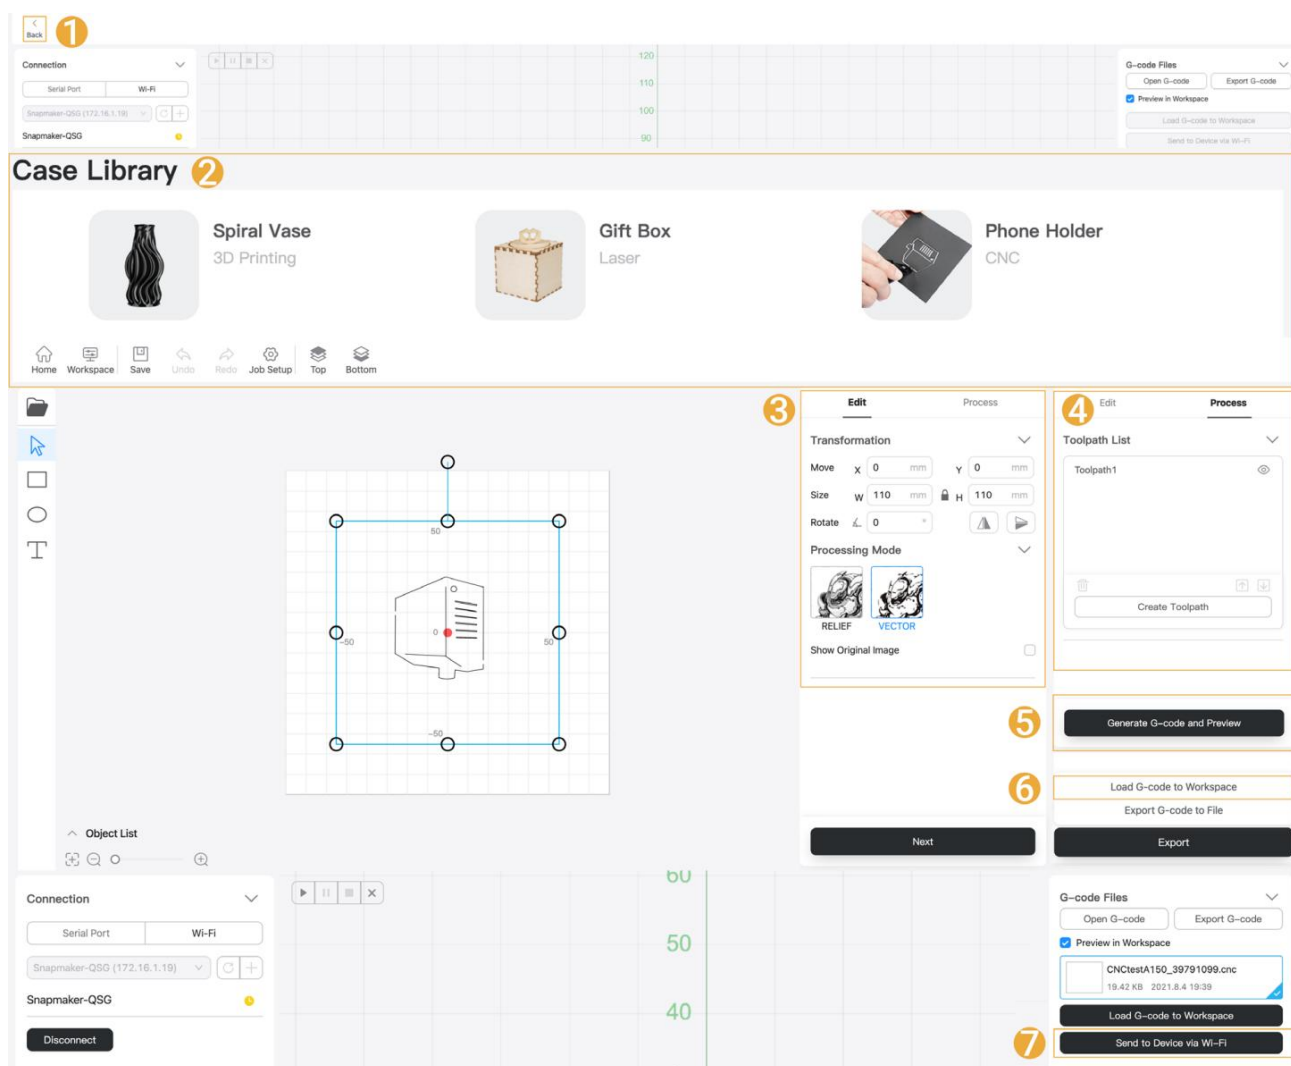 Back
1
Connection
Serial Port Wi-Fi
Snapmaker-QSG (172.16.1.19)
Snapmaker-QSG
120
110
100
90
G-code Files
Open G-code Export G-code
Preview in Workspace
Load G-code to Workspace
Send to Device via Wi-Fi
Case Library 2
Spiral Vase
3D Printing
Gift Box
Laser
Phone Holder
CNC
Home Workspace Save Undo Redo Job Setup Top Bottom
50
-50 0 50
-50
Object List
3
Edit Process
Transformation
Move X 0 mm Y 0 mm
Size W 110 mm H 110 mm
Rotate 0 °
Processing Mode
RELIEF VECTOR
Show Original Image
Next
4
Edit Process
Toolpath List
Toolpath1
Create Toolpath
5
Generate G-code and Preview
6
Load G-code to Workspace
Export G-code to File
Export
Connection
Serial Port Wi-Fi
Snapmaker-QSG (172.16.1.19)
Snapmaker-QSG
Disconnect
60
50
40
G-code Files
Open G-code Export G-code
Preview in Workspace
CNCtestA150_39791099.cnc
19.42 KB 2021.8.4 19:39
Load G-code to Workspace
7
Send to Device via Wi-Fi